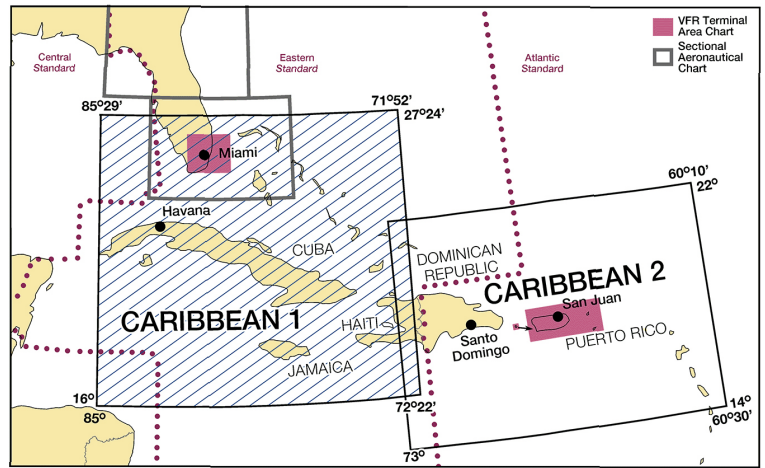 VFR Terminal
Area Chart
Sectional
Aeronautical
Chart
Central
Standard
Eastern
Standard
Atlantic
Standard
85°29’
71°52’
27°24’
Miami
60°10’
22°
Havana
CUBA
DOMINICAN
REPUBLIC
CARIBBEAN 2
San Juan
CARIBBEAN 1
HAITI
Santo
Domingo
PUERTO RICO
JAMAICA
16°
85°
72°22’
14°
60°30’
73°